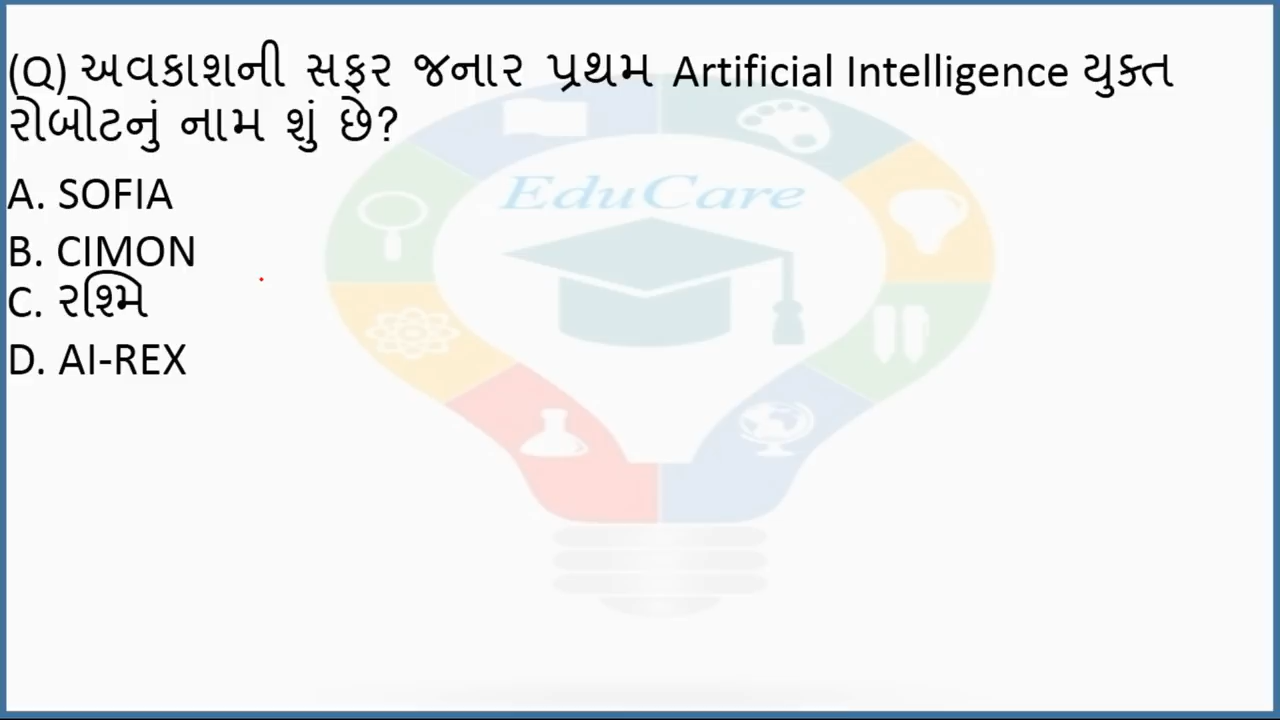 (Q) અવકાશની સફર જનાર પ્રથમ Artificial Intelligence યુક્ત
રોબોટનું નામ શું છે?
A. SOFIA
EduCare
B. CIMON
C. રશ્મિ
D. AI-REX